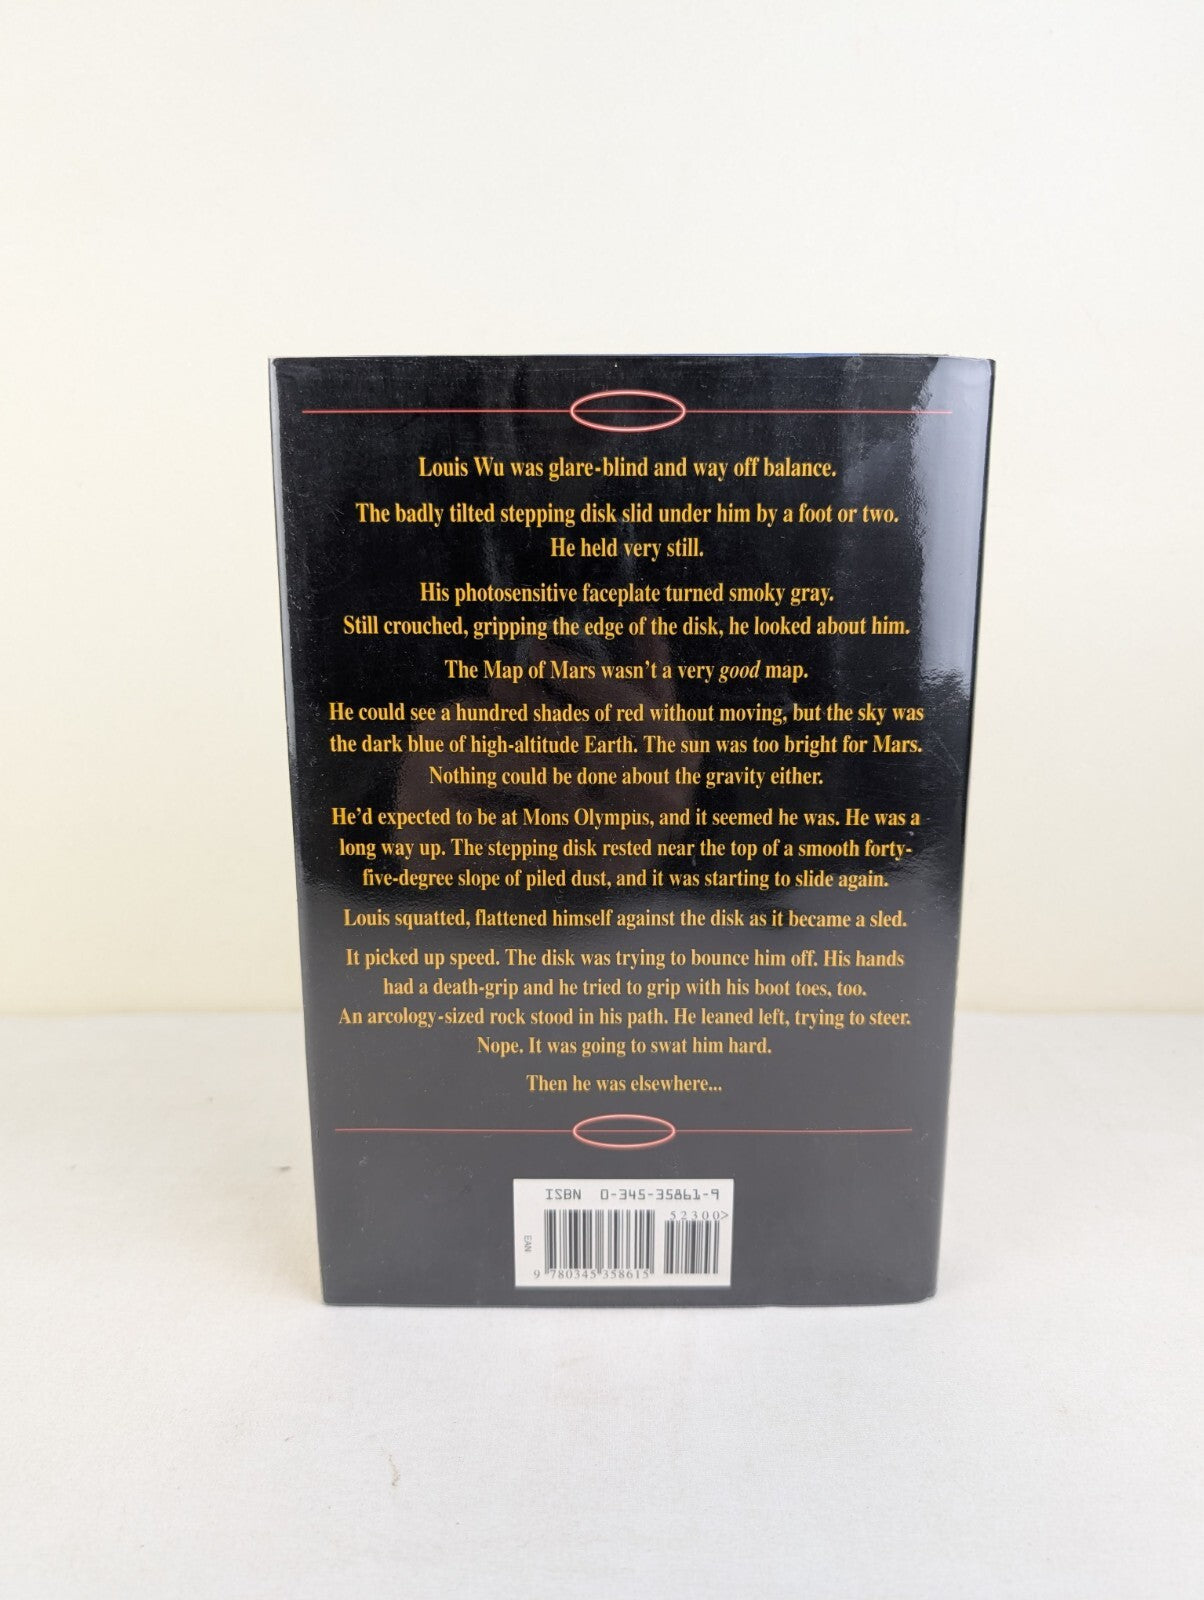 Louis Wu was glare-blind and way off balance.
The badly tilted stepping disk slid under him by a foot or two.
He held very still.
His photosensitive faceplate turned smoky gray.
Still crouched, gripping the edge of the disk, he looked about him.
The Map of Mars wasn't a very good map.
He could see a hundred shades of red without moving, but the sky was
the dark blue of high-altitude Earth. The sun was too bright for Mars.
Nothing could be done about the gravity either.
He'd expected to be at Mons Olympus, and it seemed he was. He was a
long way up. The stepping disk rested near the top of a smooth forty-
five-degree slope of piled dust, and it was starting to slide again.
Louis squatted, flattened himself against the disk as it became a sled.
It picked up speed. The disk was trying to bounce him off. His hands
had a death-grip and he tried to grip with his boot toes, too.
An arcology-sized rock stood in his path. He leaned left, trying to steer.
Nope. It was going to swat him hard.
Then he was elsewhere...
ISBN 0-345-35861-9
52300>
EAN
9 780345 358615